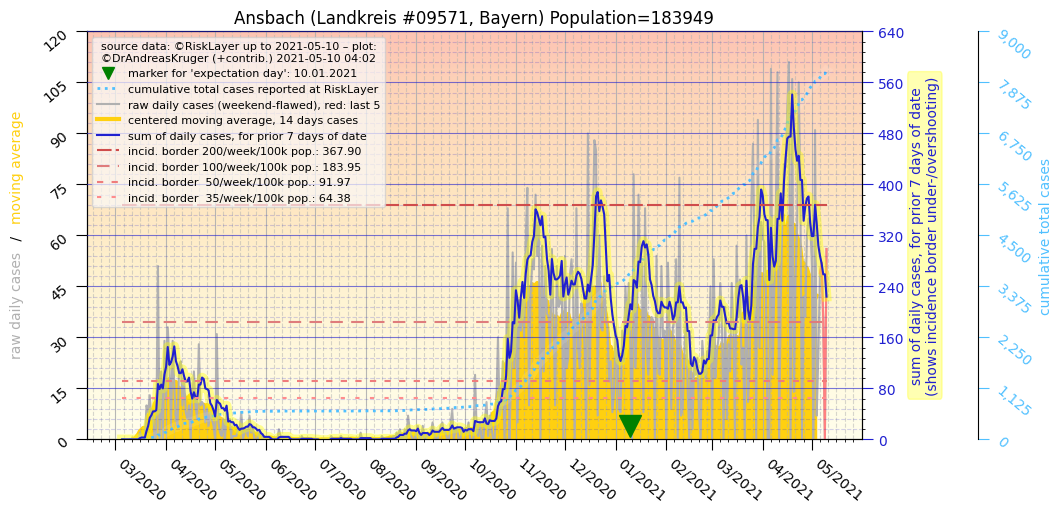 Ansbach (Landkreis #09571, Bayern) Population=183949
source data: ©RiskLayer up to 2021-05-10 – plot:
©DrAndreasKruger (+contrib.) 2021-05-10 04:02
marker for 'expectation day': 10.01.2021
cumulative total cases reported at RiskLayer
raw daily cases (weekend-flawed), red: last 5
centered moving average, 14 days cases
sum of daily cases, for prior 7 days of date
incid. border 200/week/100k pop.: 367.90
incid. border 100/week/100k pop.: 183.95
incid. border  50/week/100k pop.: 91.97
incid. border  35/week/100k pop.: 64.38
raw daily cases / moving average
120
105
90
75
60
45
30
15
0
640
560
480
400
320
240
160
80
0
sum of daily cases, for prior 7 days of date
(shows incidence border under-/overshooting)
9,000
7,875
6,750
5,625
4,500
3,375
2,250
1,125
0
cumulative total cases
03/2020
04/2020
05/2020
06/2020
07/2020
08/2020
09/2020
10/2020
11/2020
12/2020
01/2021
02/2021
03/2021
04/2021
05/2021